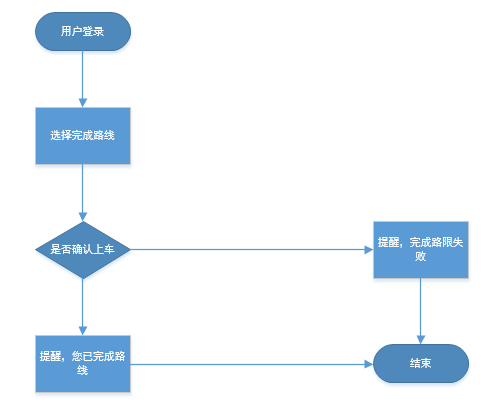 用户登录
选择完成路线
是否确认上车
提醒，完成路限失
败
提醒，您已完成路
线
结束